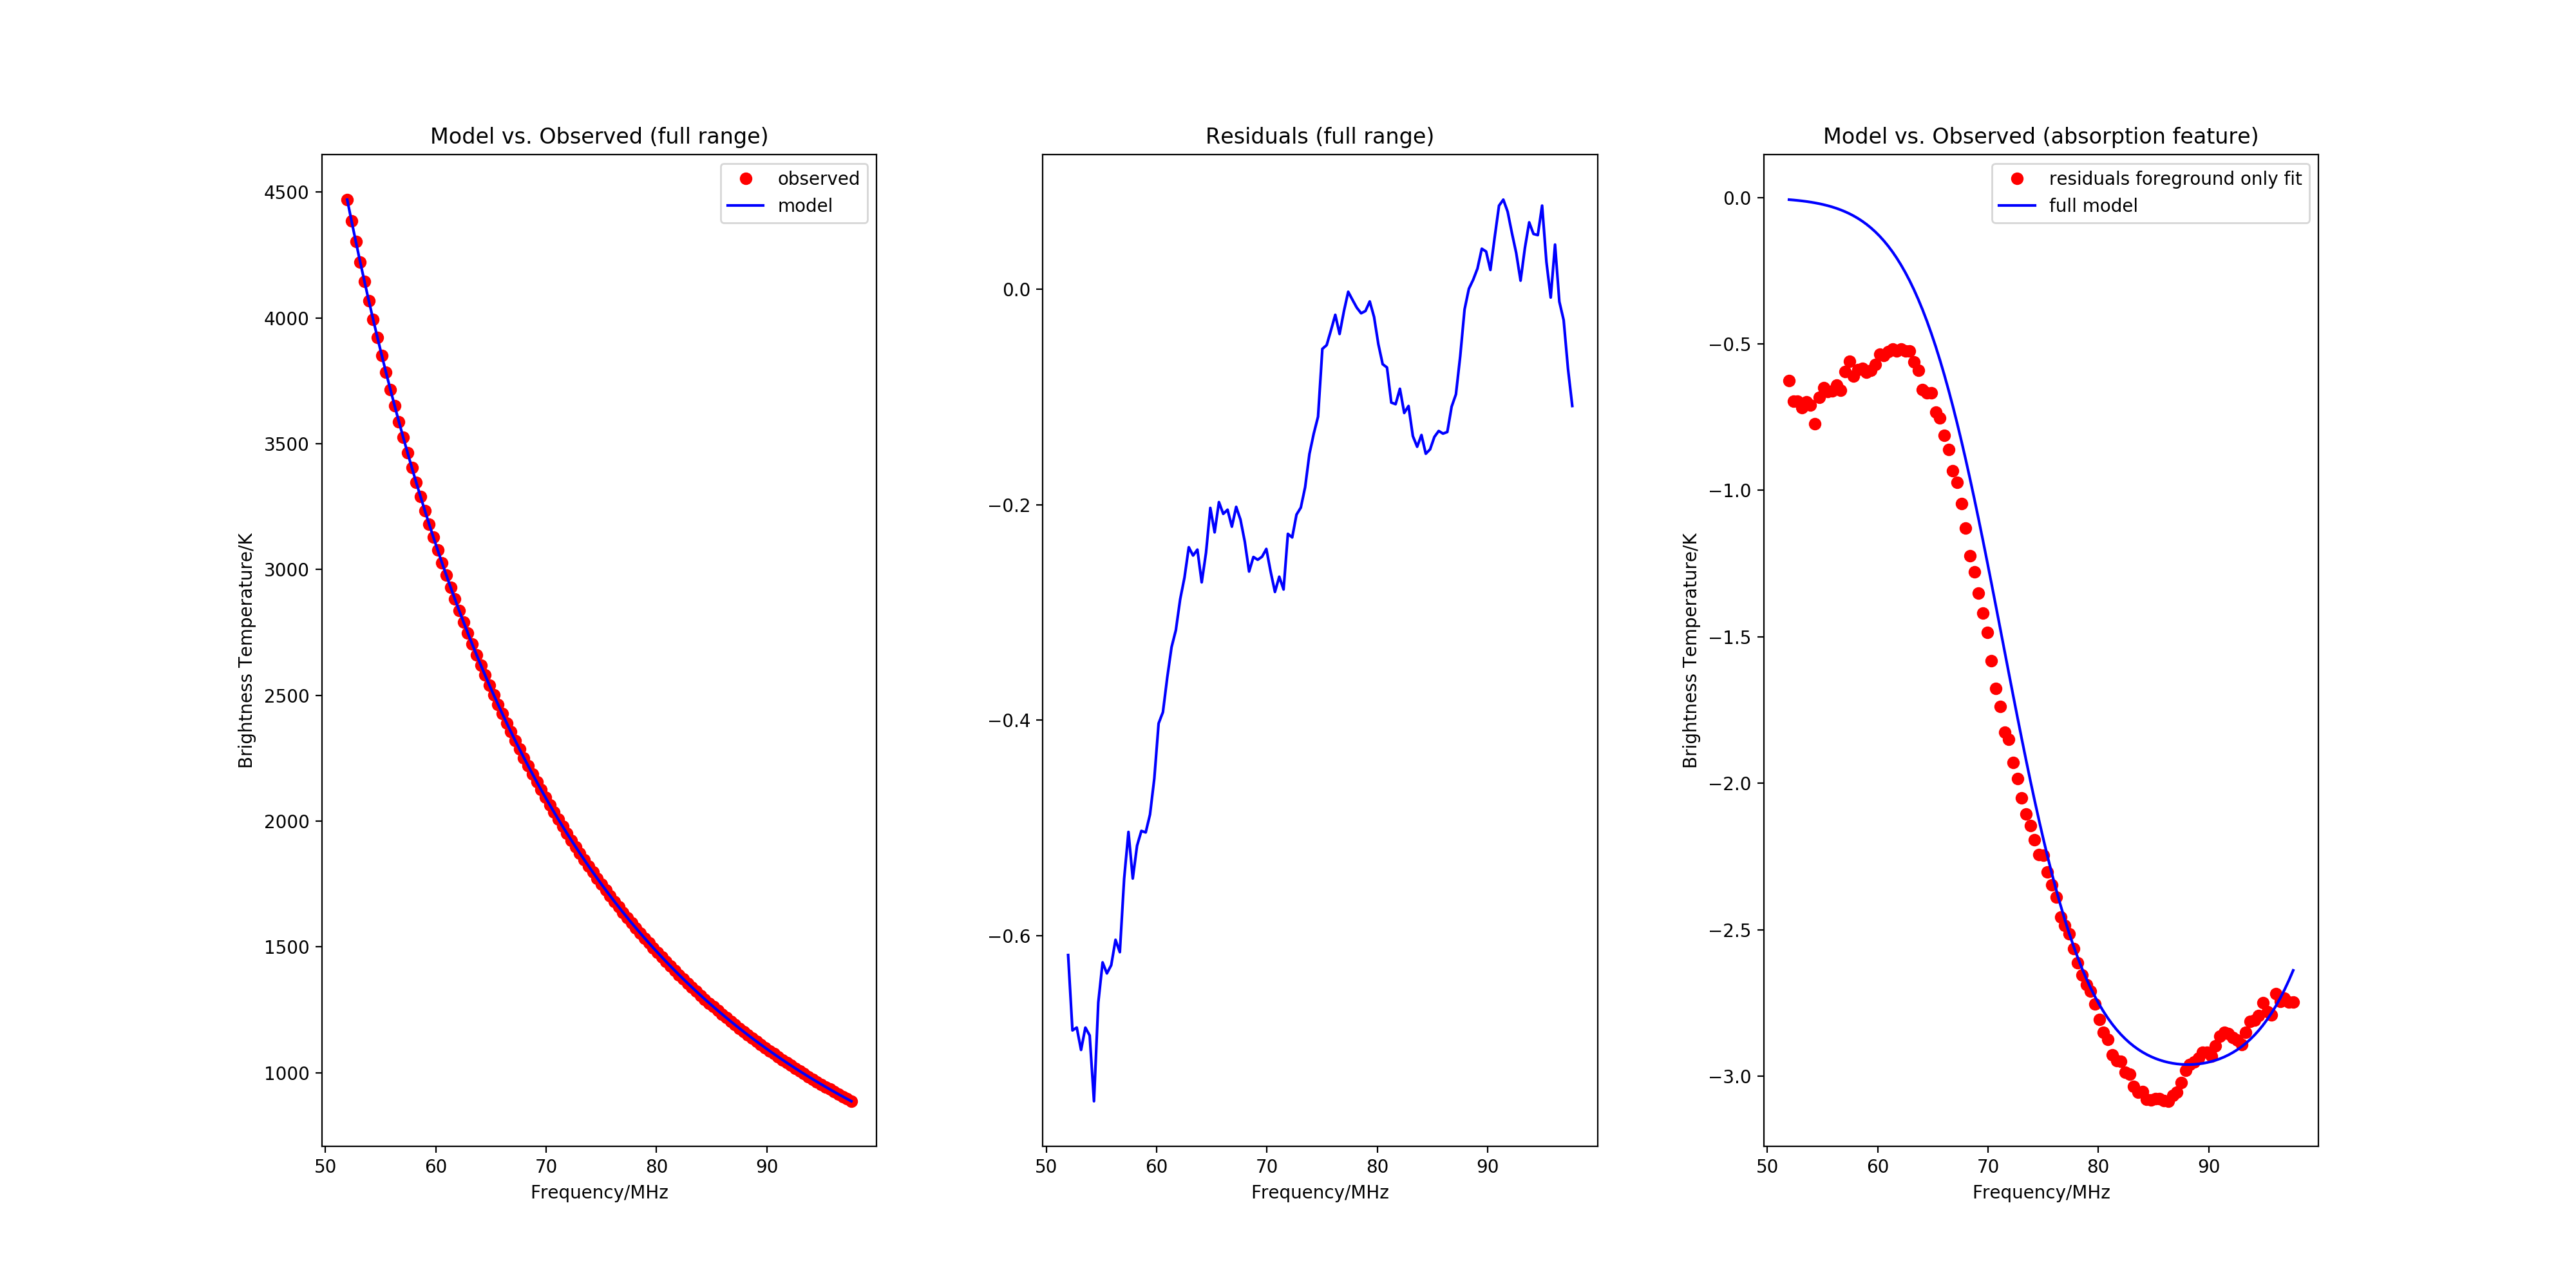 Model vs. Observed (full range)
observed
model
4500
4000
3500
3000
2500
2000
1500
1000
Brightness Temperature/K
50 60 70 80 90
Frequency/MHz
Residuals (full range)
0.0
−0.2
−0.4
−0.6
50 60 70 80 90
Frequency/MHz
Model vs. Observed (absorption feature)
residuals foreground only fit
full model
0.0
−0.5
−1.0
−1.5
−2.0
−2.5
−3.0
Brightness Temperature/K
50 60 70 80 90
Frequency/MHz